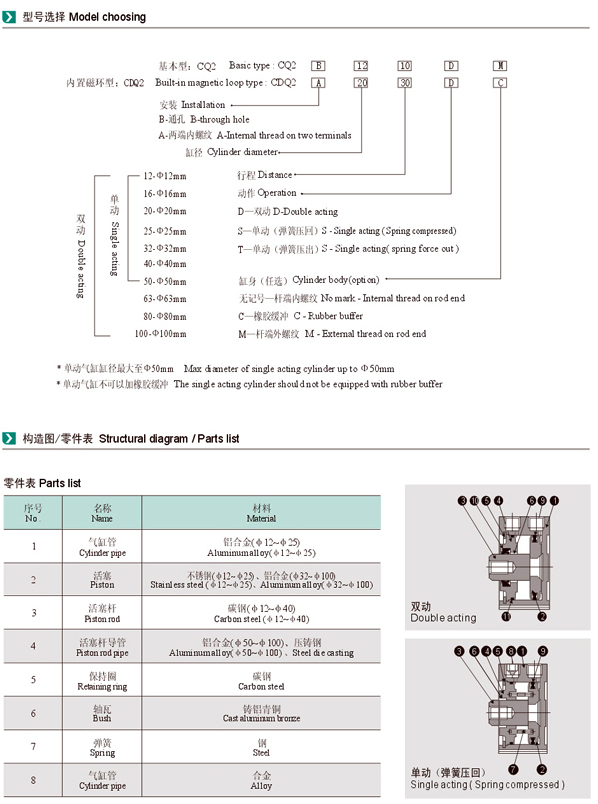 型号选择 Model choosing
基本型: CQ2 Basic type : CQ2 B 12 10 D M
内置磁环型: CDQ2 Built-in magnetic loop type : CDQ2 A 20 30 D C
安装 Installation
B-通孔 B-through hole
A-两端内螺纹 A-Internal thread on two terminals
缸径 Cylinder diameter
双动 Double acting
单动 Single acting
12-Φ12mm 行程 Distance
16-Φ16mm 动作 Operation
20-Φ20mm D—双动 D-Double acting
25-Φ25mm S—单动（弹簧压回）S - Single acting ( Spring compressed)
32-Φ32mm T—单动（弹簧压出）S - Single acting( spring force out )
40-Φ40mm
50-Φ50mm 缸身（任选）Cylinder body(option)
63-Φ63mm 无记号—杆端内螺纹 No mark - Internal thread on rod end
80-Φ80mm C—橡胶缓冲 C - Rubber buffer
100-Φ100mm M—杆端外螺纹 M - External thread on rod end
* 单动气缸缸径最大至Φ50mm Max diameter of single acting cylinder up to Φ50mm
* 单动气缸不可以加橡胶缓冲 The single acting cylinder should not be equipped with rubber buffer
构造图/零件表 Structural diagram / Parts list
零件表 Parts list
序号 名称 材料
No. Name Material
1 气缸管 铝合金(φ12~φ25)
Cylinder pipe Aluminumalloy(φ12~φ25)
2 活塞 不锈钢(φ12~φ25)、铝合金(φ32~φ100)
Piston Stainless steel (φ12~φ25)、Aluminumalloy(φ32~φ100)
3 活塞杆 碳钢(φ12~φ40)
Piston rod Carbon steel (φ12~φ40)
4 活塞杆导管 铝合金(φ50~φ100)、压铸钢
Piston rod pipe Aluminumalloy(φ50~φ100) 、Steel die casting
5 保持圈 碳钢
Retaining ring Carbon steel
6 轴瓦 铸铝青铜
Bush Cast aluminum bronze
7 弹簧 钢
Spring Steel
8 气缸管 合金
Cylinder pipe Alloy
3 10 5 4 6 9 1
11 2
双动
Double acting
3 6 4 5 8 1 9
7 2
单动（弹簧压回）
Single acting ( Spring compressed )